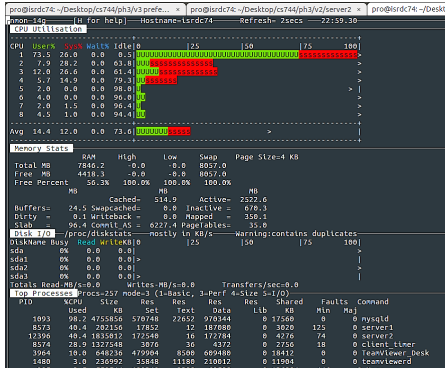 pro@isrdc74: ~/Desktop/cs744/ph3/v3 prefe... × pro@isrdc74: ~/Desktop/cs744/ph3/v2/server2 × pro@isrdc74: ~/Deskto
nmon-14g [H for help] Hostname=isrdc74 Refresh= 2secs 22:59.30
CPU Utilisation
CPU User% Sys% Wait% Idle|0 |25 |50 |75 100|
1 73.5 26.0 0.0 0.5|
2 7.9 28.2 0.0 63.8|
3 12.0 26.6 0.0 61.4|
4 5.7 14.9 0.0 79.3|
5 2.0 0.0 0.0 98.0|
6 4.0 0.0 0.0 96.0|
7 2.0 1.5 0.0 96.4|
8 4.5 1.0 0.0 94.4|
Avg 14.4 12.0 0.0 73.6|
Memory Stats
RAM High Low Swap Page Size=4 KB
Total MB 7846.2 -0.0 -0.0 8057.0
Free MB 4418.3 -0.0 -0.0 8057.0
Free Percent 56.3% 100.0% 100.0% 100.0%
MB MB MB
Cached= 514.9 Active= 2522.6
Buffers= 24.5 Swapcached= 0.0 Inactive = 670.3
Dirty = 0.1 Writeback = 0.0 Mapped = 350.1
Slab = 96.4 Commit_AS = 6227.4 PageTables= 35.0
Disk I/O /proc/diskstats mostly in KB/s Warning:contains duplicates
DiskName Busy Read WriteKB|0 |25 |50 |75 100|
sda 0% 0.0 0.0|
sda1 0% 0.0 0.0|>
sda2 0% 0.0 0.0|>
sda3 0% 0.0 0.0|>
Totals Read-MB/s=0.0 Writes-MB/s=0.0 Transfers/sec=0.0
Top Processes Procs=257 mode=3 (1=Basic, 3=Perf 4=Size 5=I/O)
PID %CPU Size Res Res Res Res Shared Faults Command
Used KB Set Text Data Lib KB Min Maj
1093 98.2 4755856 570748 22652 970344 0 17560 0 0 mysqld
8573 40.4 202156 17852 12 187080 0 3020 125 0 server1
12396 40.4 1835012 172540 16 172784 0 4276 74 0 server2
8574 28.9 1327548 3076 36 4372 0 2756 18 0 client_timer
3964 10.0 648236 479904 8500 609480 0 18412 0 0 TeamViewer_Desk
1480 3.0 236992 35848 11180 210012 0 11904 0 0 teamviewerd